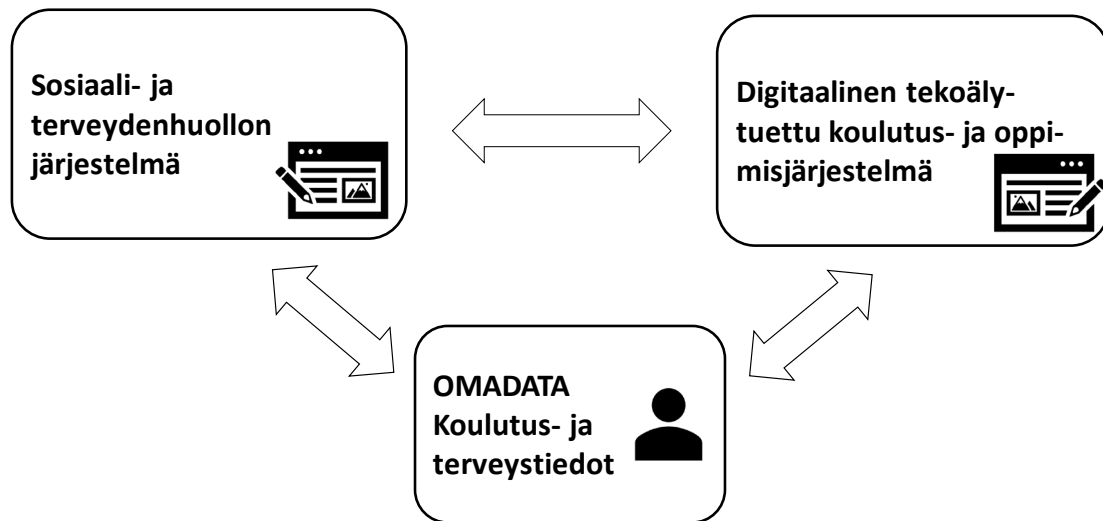 Sosiaali- ja
terveydenhuollon
järjestelmä
Digitaalinen tekoäly-
tuettu koulutus- ja oppi-
misjärjestelmä
OMADATA
Koulutus- ja
terveystiedot